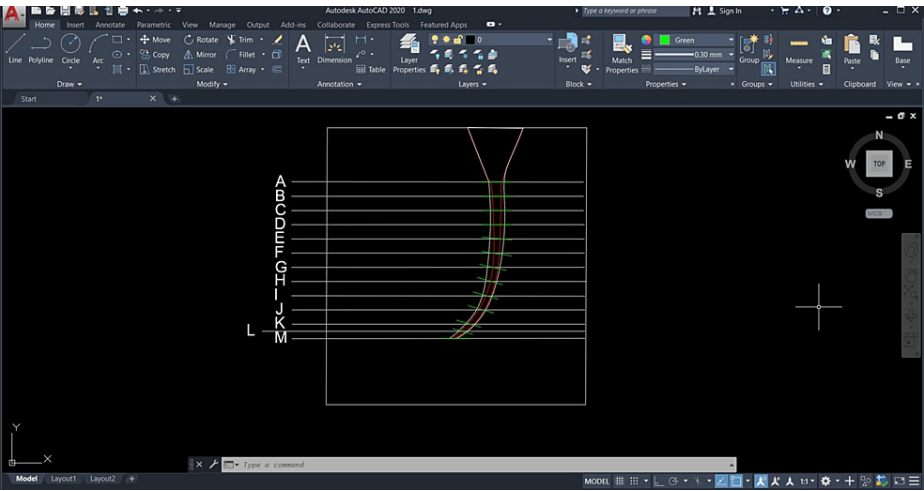 A. Autodesk AutoCAD 2020 1.dwg Type a keyword or phrase Sign In
Home Insert Annotate Parametric View Manage Output Add-ins Collaborate Express Tools Featured Apps
Line Polyline Circle Arc Move Rotate Trim Text Dimension Layer Properties 0 Insert Match Properties Green Group Measure Paste Base
Copy Mirror Fillet 0.30 mm
Stretch Scale Array Table ByLayer
Draw Modify Annotation Layers Block Properties Groups Utilities Clipboard View
Start 1* × +
N
W TOP E
S
WCS
A
B
C
D
E
F
G
H
I
J
K
L
M
Y
X
Type a command
Model Layout1 Layout2 + MODEL 1:1